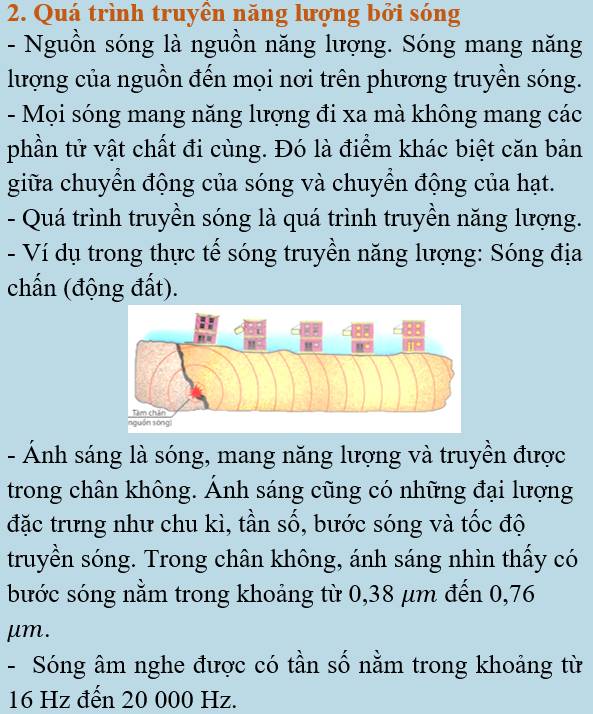 2. Quá trình truyền năng lượng bởi sóng
- Nguồn sóng là nguồn năng lượng. Sóng mang năng
lượng của nguồn đến mọi nơi trên phương truyền sóng.
- Mọi sóng mang năng lượng đi xa mà không mang các
phần tử vật chất đi cùng. Đó là điểm khác biệt căn bản
giữa chuyển động của sóng và chuyển động của hạt.
- Quá trình truyền sóng là quá trình truyền năng lượng.
- Ví dụ trong thực tế sóng truyền năng lượng: Sóng địa
chấn (động đất).
Tâm chấn
(nguồn sóng)
- Ánh sáng là sóng, mang năng lượng và truyền được
trong chân không. Ánh sáng cũng có những đại lượng
đặc trưng như chu kì, tần số, bước sóng và tốc độ
truyền sóng. Trong chân không, ánh sáng nhìn thấy có
bước sóng nằm trong khoảng từ 0,38 μm đến 0,76
μm.
- Sóng âm nghe được có tần số nằm trong khoảng từ
16 Hz đến 20 000 Hz.